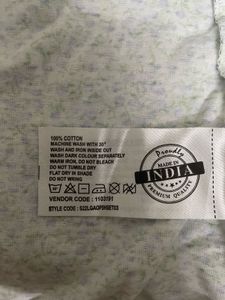 100% COTTON
MACHINE WASH WITH 30°
WASH AND IRON INSIDE OUT
WASH DARK COLOUR SEPARATELY
WARM IRON, DO NOT BLEACH
DO NOT TUMBLE DRY
FLAT DRY IN SHADE
DO NOT WRING
VENDOR CODE : 1103791
STYLE CODE : S22LGAOP0HSET03
Proudly
MADE IN
INDIA
PREMIUM QUALITY